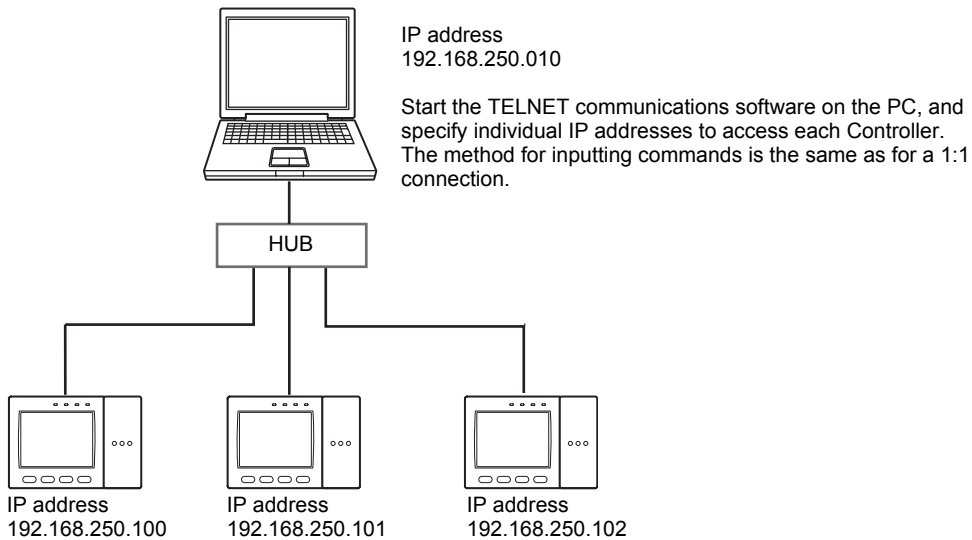 IP address
192.168.250.010
Start the TELNET communications software on the PC, and
specify individual IP addresses to access each Controller.
The method for inputting commands is the same as for a 1:1
connection.
HUB
IP address
192.168.250.100
IP address
192.168.250.101
IP address
192.168.250.102